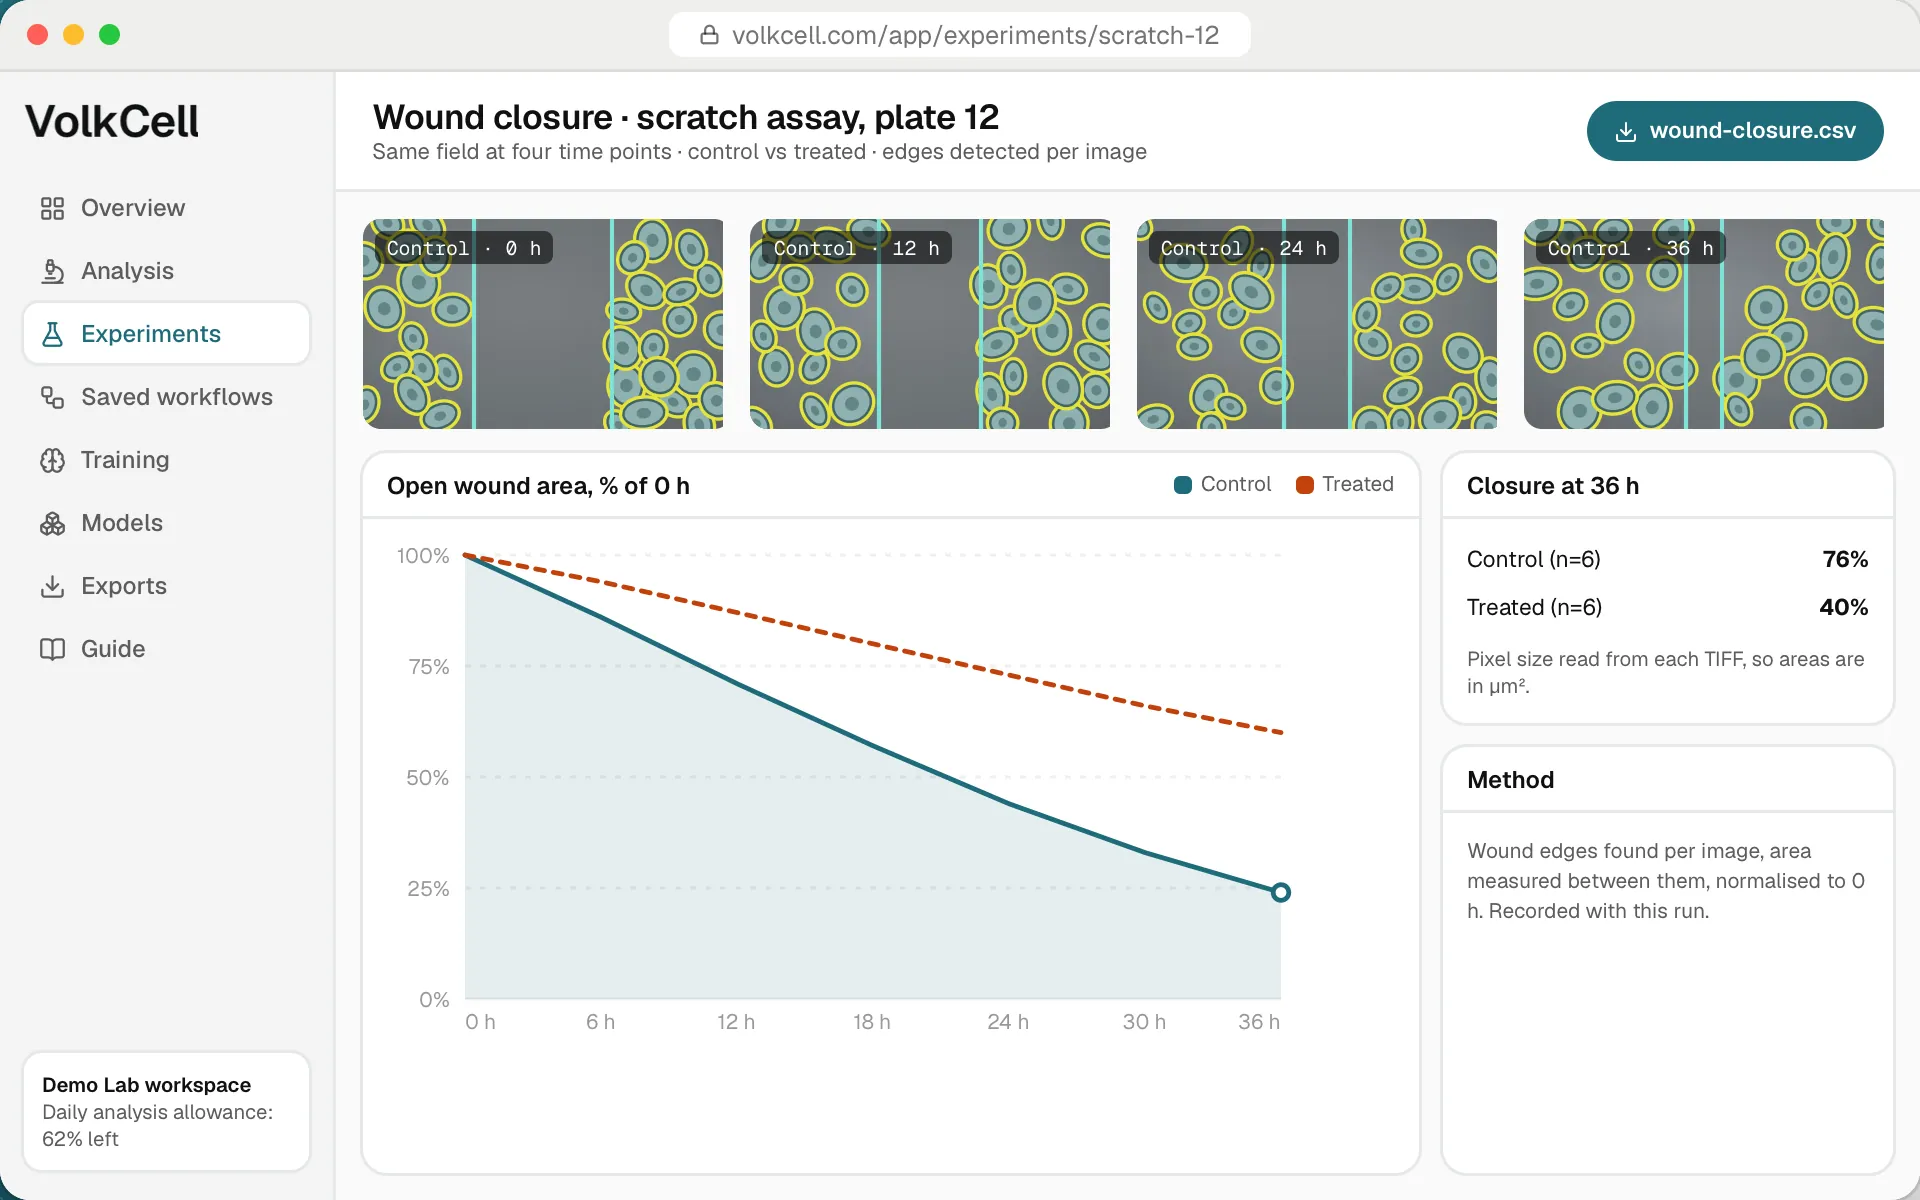 volkcell.com/app/experiments/scratch-12
VolkCell
Overview
Analysis
Experiments
Saved workflows
Training
Models
Exports
Guide
Demo Lab workspace
Daily analysis allowance:
62% left
Wound closure · scratch assay, plate 12
Same field at four time points · control vs treated · edges detected per image
wound-closure.csv
Control · 0 h
Control · 12 h
Control · 24 h
Control · 36 h
Open wound area, % of 0 h
Control
Treated
100%
75%
50%
25%
0%
0 h
6 h
12 h
18 h
24 h
30 h
36 h
Closure at 36 h
Control (n=6) 76%
Treated (n=6) 40%
Pixel size read from each TIFF, so areas are
in µm².
Method
Wound edges found per image, area
measured between them, normalised to 0
h. Recorded with this run.